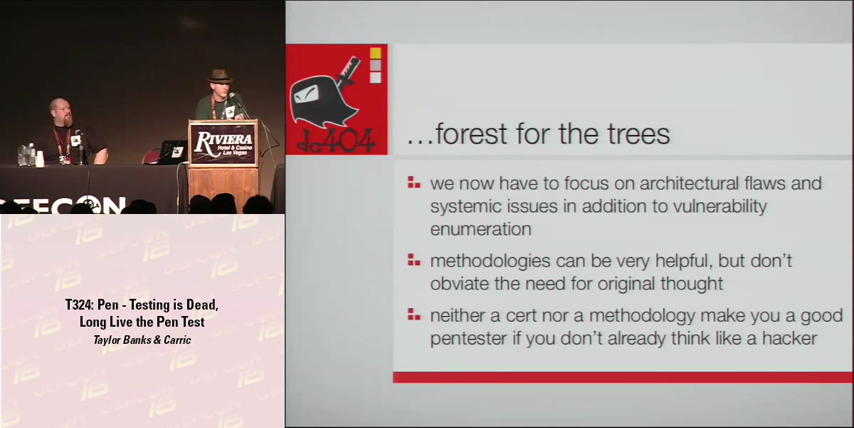 RIVIERA
Hotel & Casino
Las Vegas
DEFCON
T324: Pen - Testing is Dead,
Long Live the Pen Test
Taylor Banks & Carric
dc404
…forest for the trees
we now have to focus on architectural flaws and
systemic issues in addition to vulnerability
enumeration
methodologies can be very helpful, but don't
obviate the need for original thought
neither a cert nor a methodology make you a good
pentester if you don't already think like a hacker